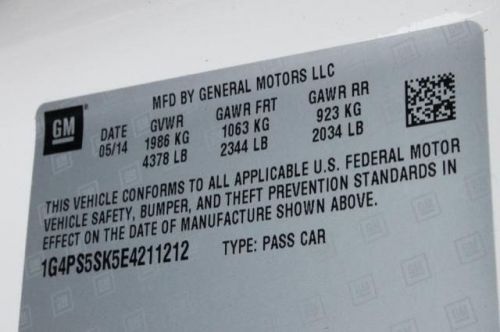 MFD BY GENERAL MOTORS LLC
GM
DATE GVWR GAWR FRT GAWR RR
05/14 1986 KG 1063 KG 923 KG
4378 LB 2344 LB 2034 LB
THIS VEHICLE CONFORMS TO ALL APPLICABLE U.S. FEDERAL MOTOR
VEHICLE SAFETY, BUMPER, AND THEFT PREVENTION STANDARDS IN
EFFECT ON THE DATE OF MANUFACTURE SHOWN ABOVE.
1G4PS5SK5E4211212 TYPE: PASS CAR